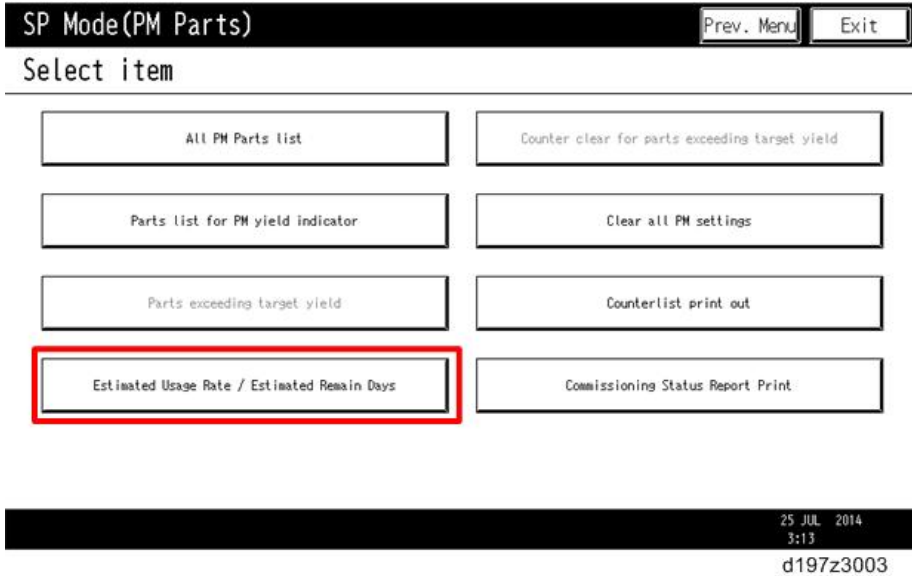 SP Mode(PM Parts)
Prev. Menu
Exit
Select item
All PM Parts list
Counter clear for parts exceeding target yield
Parts list for PM yield indicator
Clear all PM settings
Parts exceeding target yield
Counterlist print out
Estimated Usage Rate / Estimated Remain Days
Commissioning Status Report Print
25 JUL 2014
3:13
d197z3003